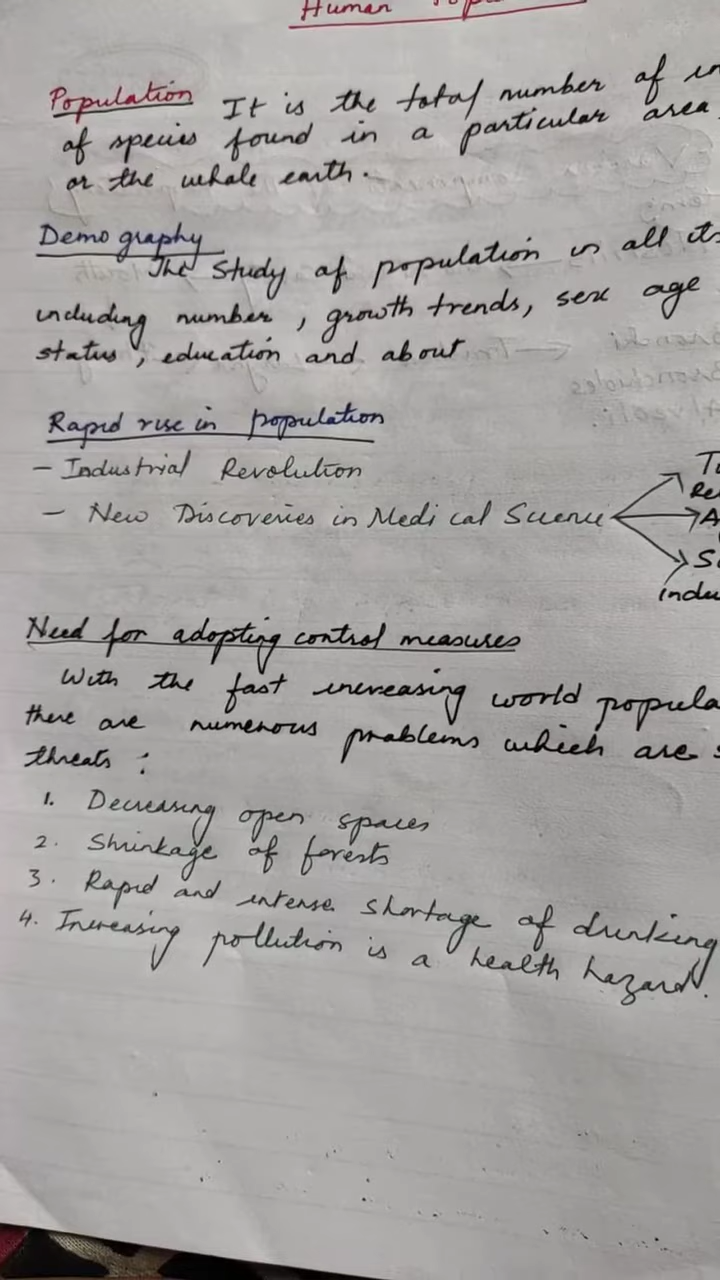 Human
Population It is the total number of
of species found in a particular area
or the whole earth.
Demography
The Study of population in all its
including number, growth trends, sex age
status, education and about
Rapid rise in population
- Industrial Revolution
- New Discoveries in Medical Science
Need for adopting control measures
With the fast increasing world
there are numerous problems which are
threats :
1. Decreasing open spaces
2. Shrinkage of forests
3. Rapid and intense shortage of drinking
4. Increasing pollution is a health hazard.